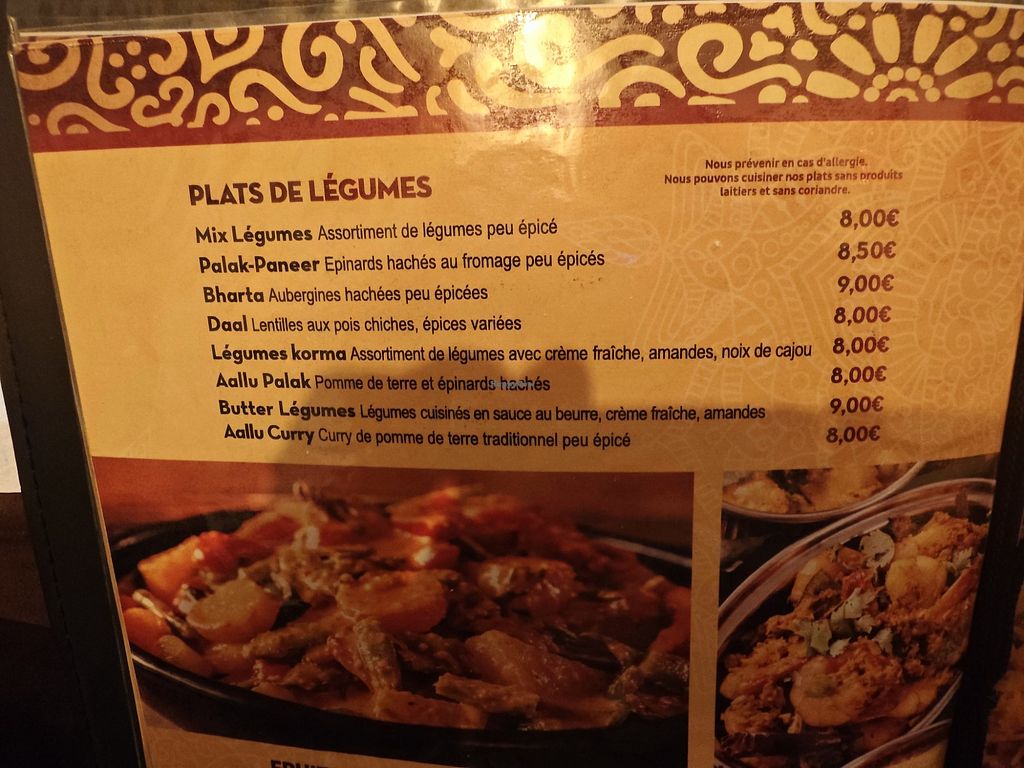 Nous prévenir en cas d'allergie.
Nous pouvons cuisiner nos plats sans produits
laitiers et sans coriandre.
PLATS DE LÉGUMES
Mix Légumes Assortiment de légumes peu épicé 8,00€
Palak-Paneer Epinards hachés au fromage peu épicés 8,50€
Bharta Aubergines hachées peu épicées 9,00€
Daal Lentilles aux pois chiches, épices variées 8,00€
Légumes korma Assortiment de légumes avec crème fraîche, amandes, noix de cajou 8,00€
Aallu Palak Pomme de terre et épinards hachés 8,00€
Butter Légumes Légumes cuisinés en sauce au beurre, crème fraîche, amandes 9,00€
Aallu Curry Curry de pomme de terre traditionnel peu épicé 8,00€